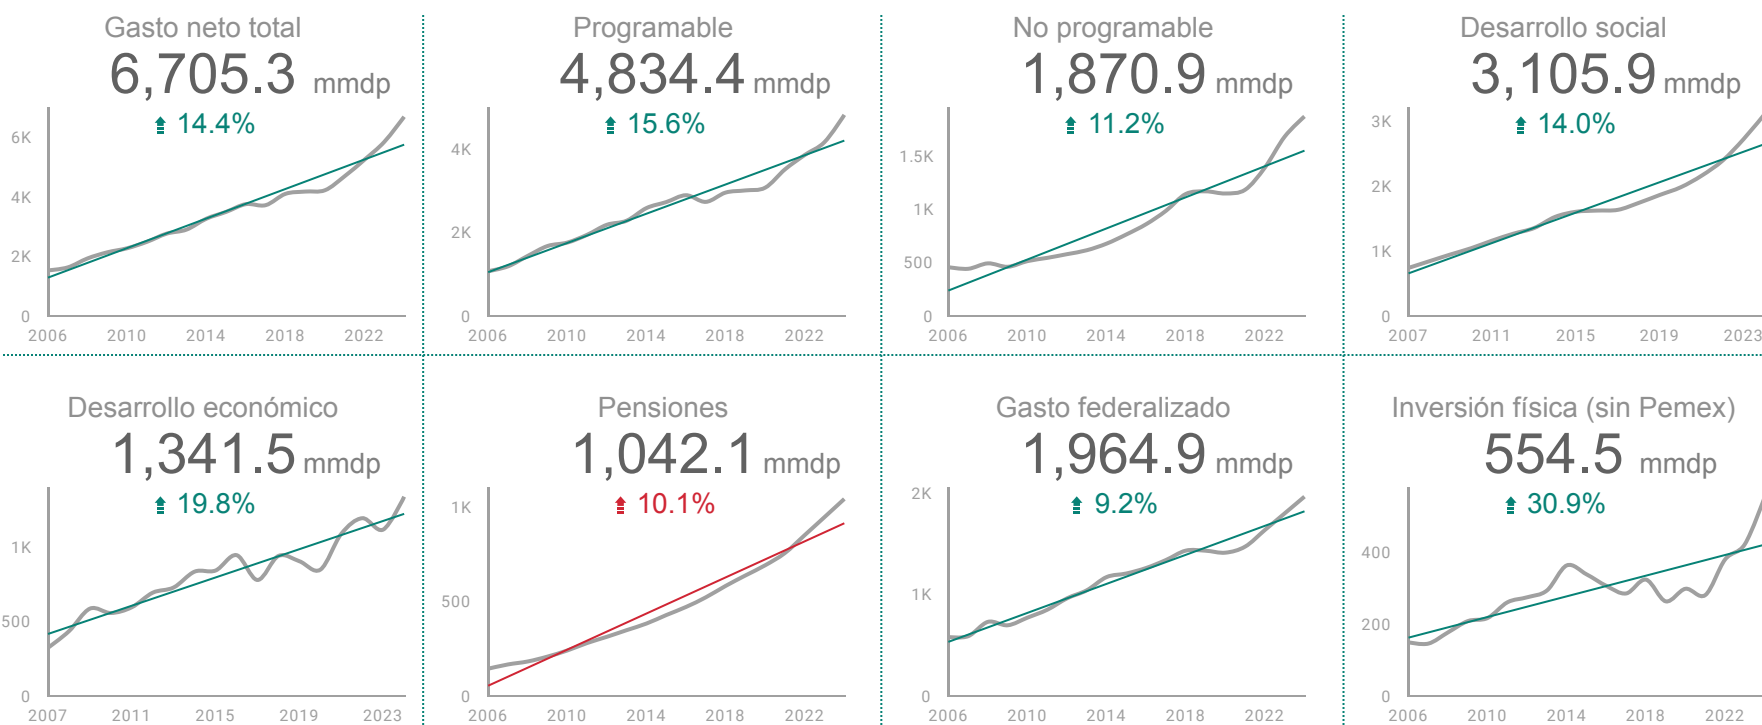 Gasto neto total
6,705.3 mmdp
14.4%
6K
4K
2K
0
2006 2010 2014 2018 2022
Programable
4,834.4 mmdp
15.6%
4K
2K
0
2006 2010 2014 2018 2022
No programable
1,870.9 mmdp
11.2%
1.5K
1K
500
0
2006 2010 2014 2018 2022
Desarrollo social
3,105.9 mmdp
14.0%
3K
2K
1K
0
2007 2011 2015 2019 2023
Desarrollo económico
1,341.5 mmdp
19.8%
1K
500
0
2007 2011 2015 2019 2023
Pensiones
1,042.1 mmdp
10.1%
1K
500
0
2006 2010 2014 2018 2022
Gasto federalizado
1,964.9 mmdp
9.2%
2K
1K
0
2006 2010 2014 2018 2022
Inversión física (sin Pemex)
554.5 mmdp
30.9%
400
200
0
2006 2010 2014 2018 2022